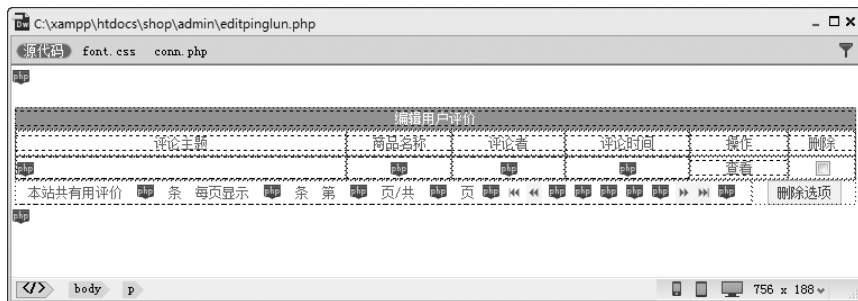 Dw C:\xampp\htdocs\shop\admin\editpinglun.php
源代码 font.css conn.php
php
编辑用户评价
评论主题 商品名称 评论者 评论时间 操作 删除
php php php php 查看
本站共有用评价 php 条 每页显示 php 条 第 php 页/共 php 页 php php php php php php php 删除选项
php
</> body p 756 x 188